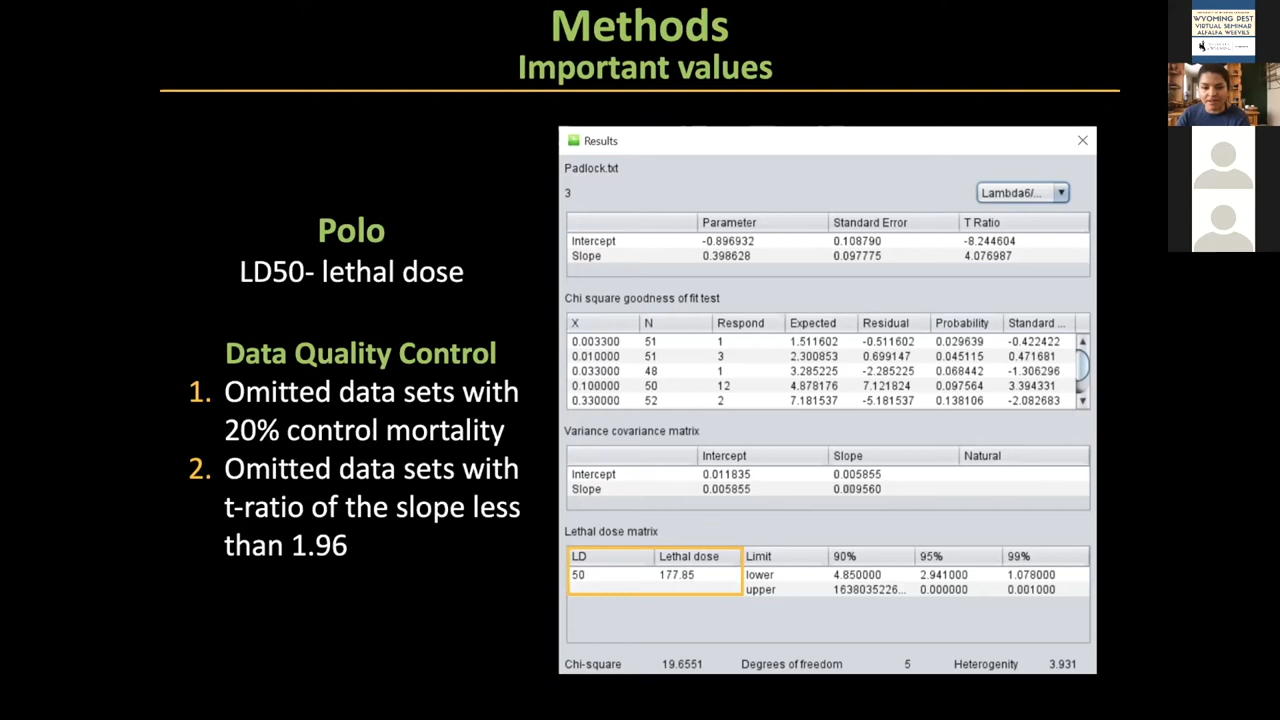 Methods
Important values
WYOMING PEST
VIRTUAL SEMINAR
ALFALFA WEEVILS
Polo
LD50- lethal dose
Data Quality Control
1. Omitted data sets with
20% control mortality
2. Omitted data sets with
t-ratio of the slope less
than 1.96
Results
Padlock.txt
3
Lambda6/...
Parameter Standard Error T Ratio
Intercept -0.896932 0.108790 -8.244604
Slope 0.398628 0.097775 4.076987
Chi square goodness of fit test
X N Respond Expected Residual Probability Standard ...
0.003300 51 1 1.511602 -0.511602 0.029639 -0.422422
0.010000 51 3 2.300853 0.699147 0.045115 0.471681
0.033000 48 1 3.285225 -2.285225 0.068442 -1.306296
0.100000 50 12 4.878176 7.121824 0.097564 3.394331
0.330000 52 2 7.181537 -5.181537 0.138106 -2.082683
Variance covariance matrix
Intercept Slope Natural
Intercept 0.011835 0.005855
Slope 0.005855 0.009560
Lethal dose matrix
LD Lethal dose Limit 90% 95% 99%
50 177.85 lower 4.850000 2.941000 1.078000
upper 1638035226... 0.000000 0.001000
Chi-square 19.6551 Degrees of freedom 5 Heterogenity 3.931